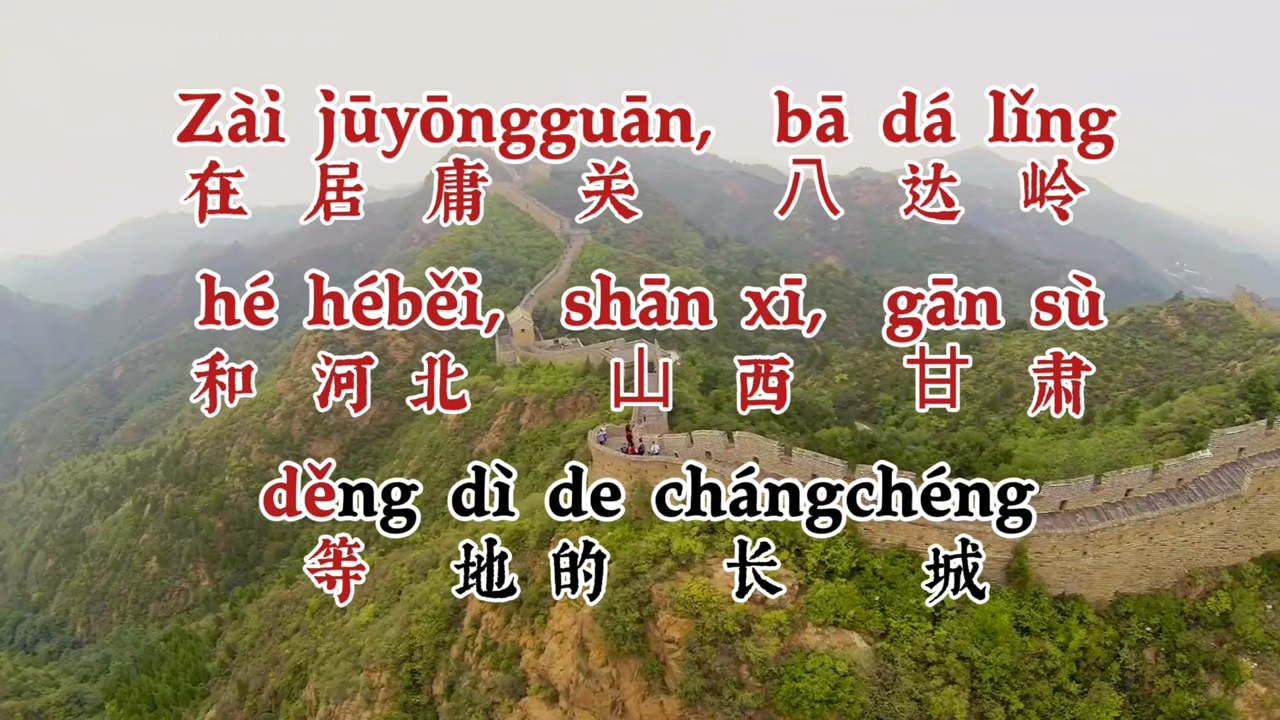 Zài jūyōngguān, bā dá lǐng
在 居 庸 关 八 达 岭
hé héběi, shān xī, gān sù
和 河 北 山 西 甘 肃
děng dì de chángchéng
等 地 的 长 城